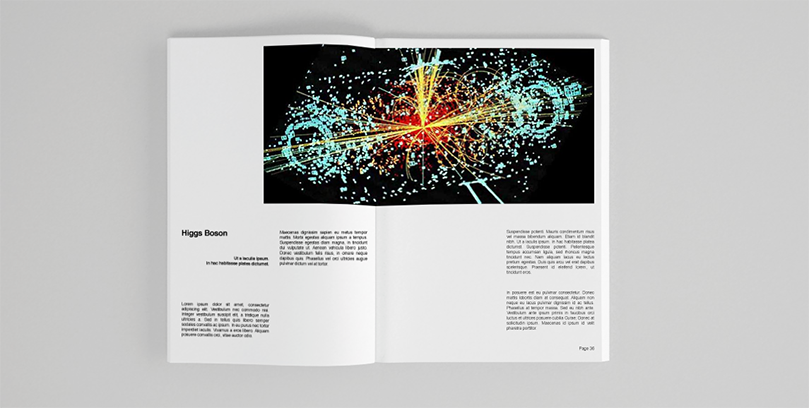 Higgs Boson
Ut a iaculis ipsum.
In hac habitasse platea dictumst.
Maecenas dignissim sapien eu metus tempor
mattis. Morbi egestas aliquam ipsum a tempus.
Suspendisse egestas diam magna, in tincidunt
dui vulputate ut. Aenean vehicula libero justo.
Donec vestibulum felis risus, in ornare neque
dapibus quis. Phasellus vel orci ultrices augue
pulvinar dictum vel at tortor.
Lorem ipsum dolor sit amet, consectetur
adipiscing elit. Vestibulum nec commodo nisi.
Integer vestibulum suscipit elit, a tristique nulla
ultrices a. Sed in tellus quis libero semper
sodales convallis ac ipsum. In eu purus nec tortor
imperdiet iaculis. Vivamus a eros libero. Aliquam
posuere convallis orci, vitae auctor odio.
Suspendisse potenti. Mauris condimentum risus
vel massa bibendum aliquam. Etiam id blandit
nibh. Ut a iaculis ipsum. In hac habitasse platea
dictumst. Suspendisse potenti. Pellentesque
tempus accumsan ligula, sed rhoncus magna
tincidunt nec. Nam aliquam lacus eu lectus
pretium egestas. Duis quis arcu vel erat dapibus
scelerisque. Praesent id eleifend lorem, ut
tincidunt eros.
In posuere est eu pulvinar consectetur. Donec
mattis lobortis diam at consequat. Aliquam non
neque eu lacus pulvinar dignissim id ac tellus.
Phasellus at tempor massa. Sed eu nibh ante.
Vestibulum ante ipsum primis in faucibus orci
luctus et ultrices posuere cubilia Curae; Donec at
sollicitudin ipsum. Maecenas id ipsum id velit
pharetra porttitor.
Page 36